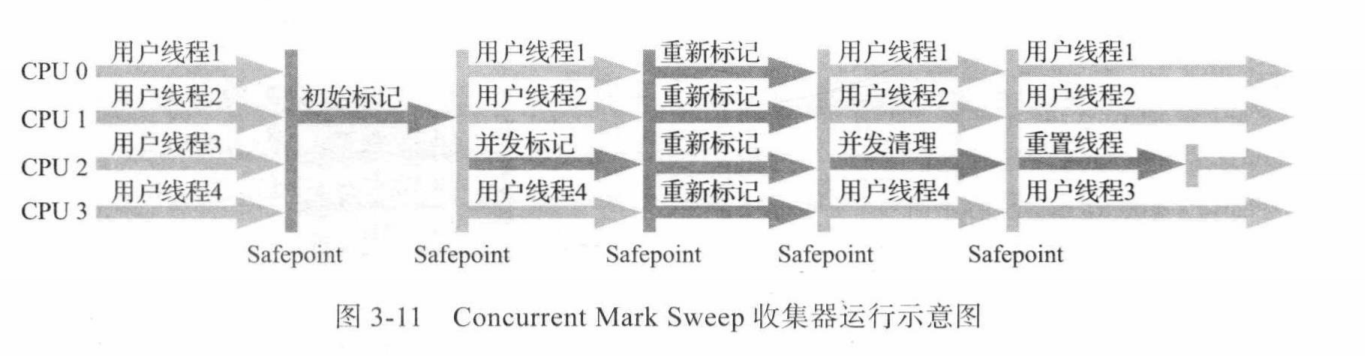 CPU 0 用户线程1 用户线程1 重新标记 用户线程1 用户线程1
CPU 1 用户线程2 初始标记 用户线程2 重新标记 用户线程2 用户线程2
CPU 2 用户线程3 并发标记 重新标记 并发清理 重置线程
CPU 3 用户线程4 用户线程4 重新标记 用户线程4 用户线程3
Safepoint Safepoint Safepoint Safepoint Safepoint
图 3-11 Concurrent Mark Sweep 收集器运行示意图